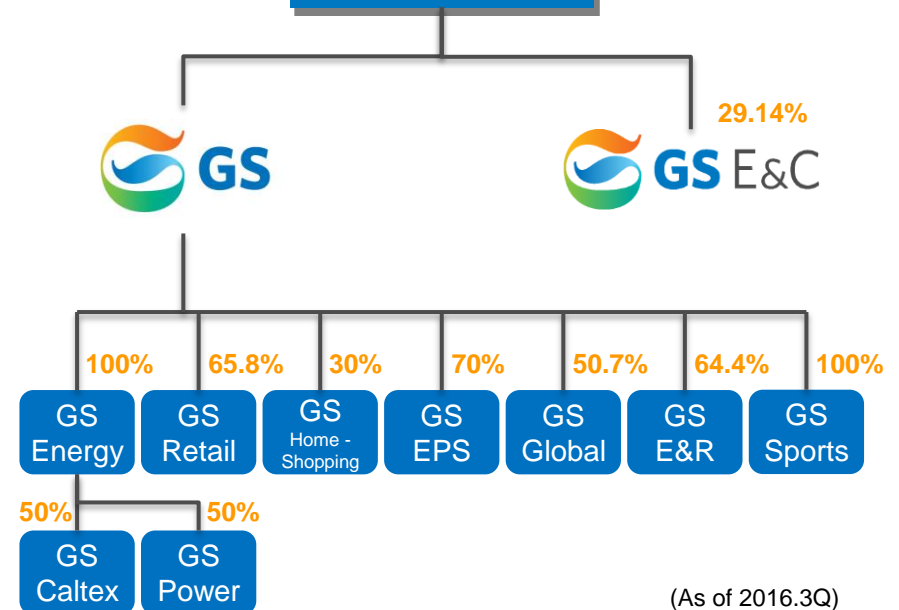 29.14%
GS
GS E&C
100%
65.8%
30%
70%
50.7%
64.4%
100%
GS
Energy
GS
Retail
GS
Home -
Shopping
GS
EPS
GS
Global
GS
E&R
GS
Sports
50%
50%
GS
Caltex
GS
Power
(As of 2016.3Q)